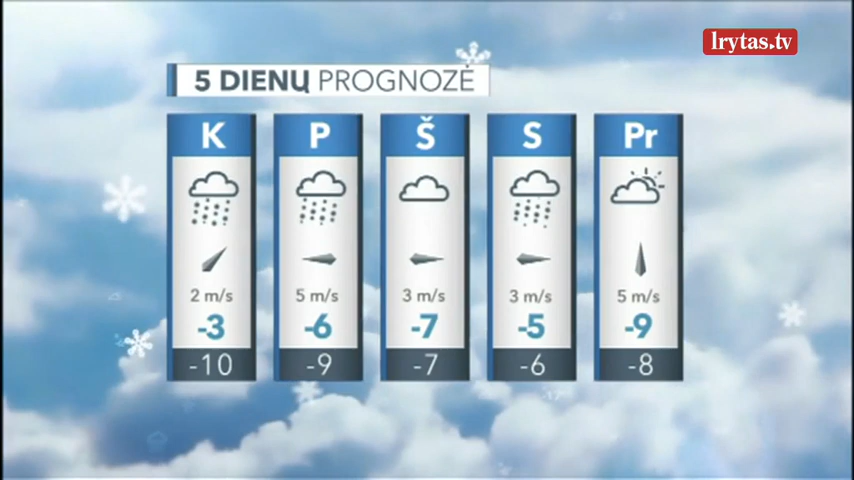 lrytas.tv
5 DIENŲ PROGNOZĖ
K P Š S Pr
2 m/s 5 m/s 3 m/s 3 m/s 5 m/s
-3 -6 -7 -5 -9
-10 -9 -7 -6 -8